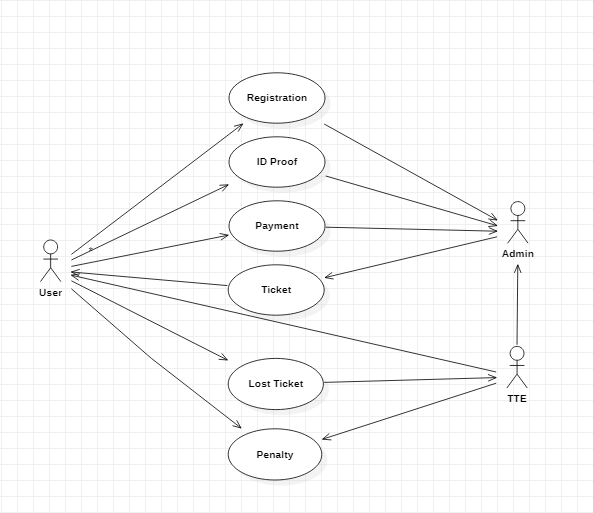 Registration
ID Proof
Payment
Admin
User
Ticket
Lost Ticket
TTE
Penalty